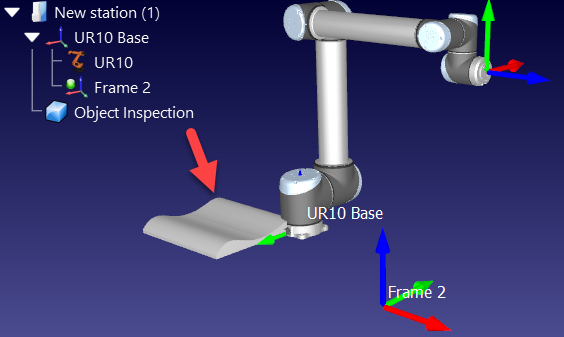 New station (1)
UR10 Base
UR10
Frame 2
Object Inspection
UR10 Base
Frame 2